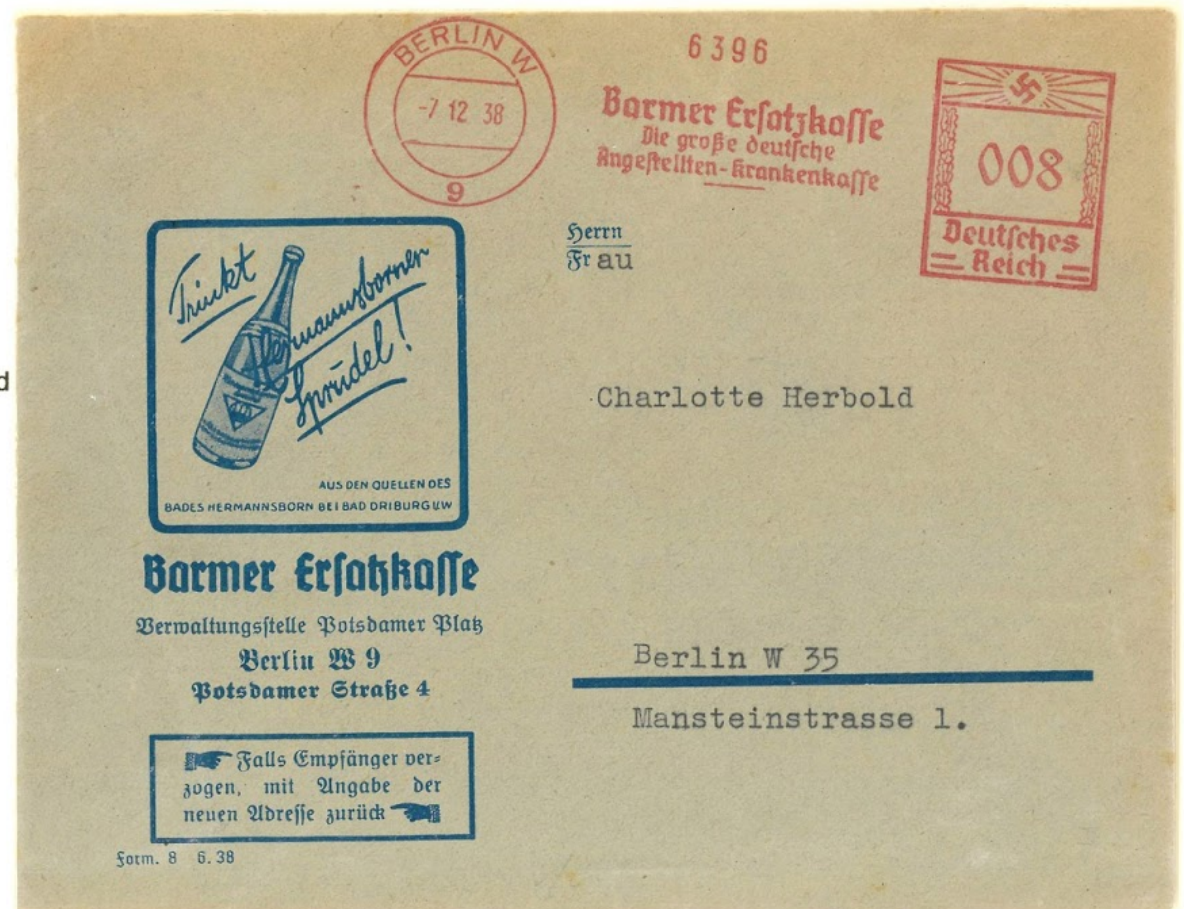 BERLIN W
-7 12 38
9
6396
Barmer Ersatzkasse
Die große deutsche
Angestellten-Krankenkasse
008
Deutsches
Reich
Trinkt
Hermannsborner
Sprudel!
AUS DEN QUELLEN DES
BADES HERMANNSBORN BEI BAD DRIBURG I/W
Barmer Ersatzkasse
Verwaltungsstelle Potsdamer Platz
Berlin W 9
Potsdamer Straße 4
Falls Empfänger ver=
zogen, mit Angabe der
neuen Adresse zurück
Form. 8 6.38
Herrn
Frau
Charlotte Herbold
Berlin W 35
Mansteinstrasse 1.
d